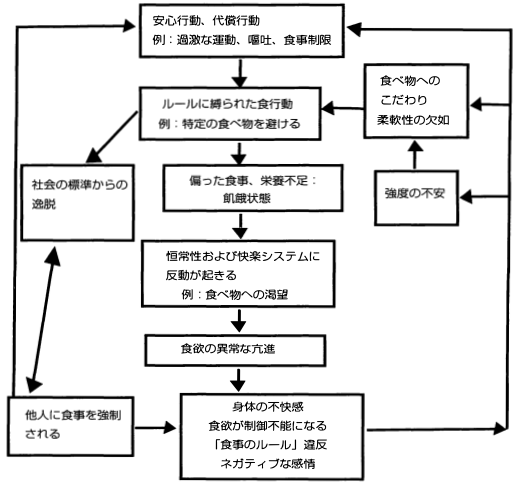 安心行動、代償行動
例：過激な運動、嘔吐、食事制限
ルールに縛られた食行動
例：特定の食べ物を避ける
食べ物への
こだわり
柔軟性の欠如
社会の標準からの
逸脱
偏った食事、栄養不足：
飢餓状態
強度の不安
恒常性および快楽システムに
反動が起きる
例：食べ物への渇望
食欲の異常な亢進
他人に食事を強制
される
身体の不快感
食欲が制御不能になる
「食事のルール」違反
ネガティブな感情